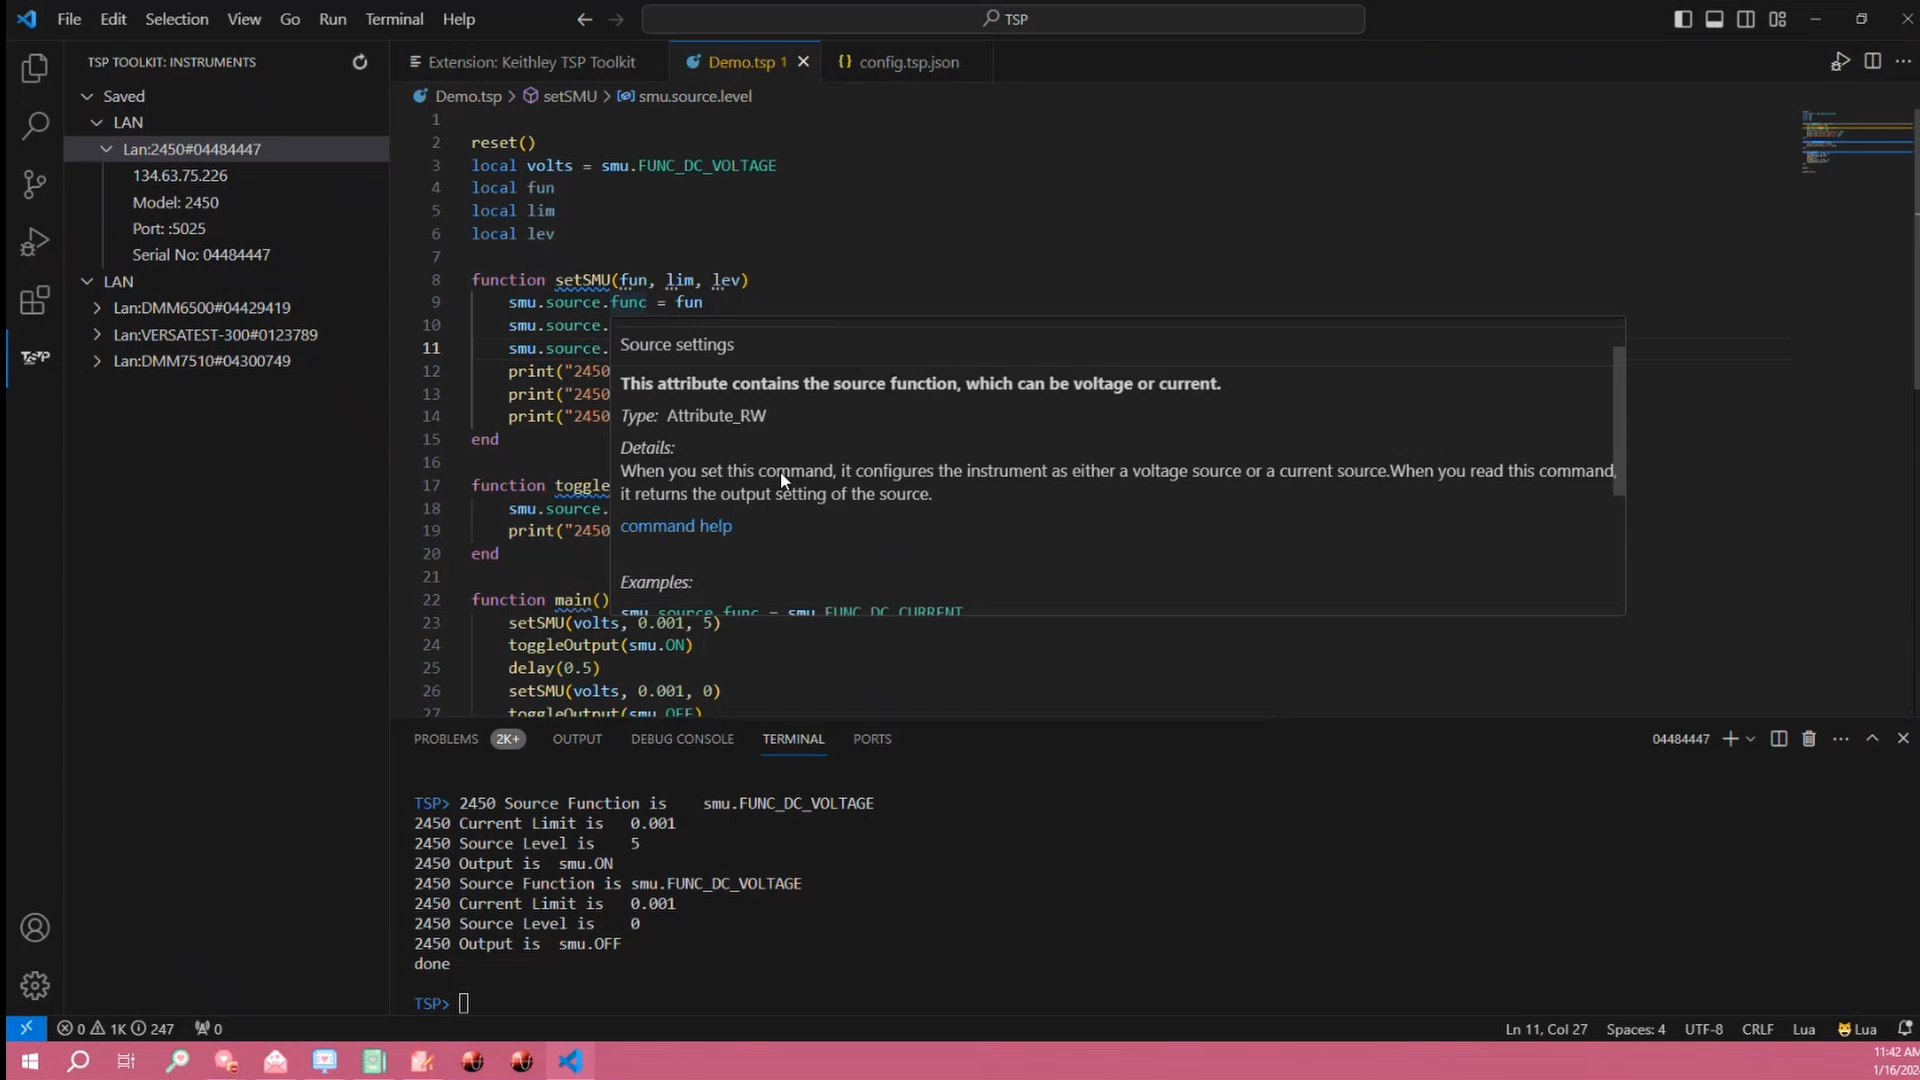 File Edit Selection View Go Run Terminal Help
TSP
TSP TOOLKIT: INSTRUMENTS
Saved
LAN
Lan:2450#04484447
134.63.75.226
Model: 2450
Port: :5025
Serial No: 04484447
LAN
Lan:DMM6500#04429419
Lan:VERSATEST-300#0123789
Lan:DMM7510#04300749
TSP
Extension: Keithley TSP Toolkit
Demo.tsp 1
{} config.tsp.json
Demo.tsp > setSMU > smu.source.level
1
2 reset()
3 local volts = smu.FUNC_DC_VOLTAGE
4 local fun
5 local lim
6 local lev
7
8 function setSMU(fun, lim, lev)
9 smu.source.func = fun
10 smu.source.
11 smu.source.
12 print("2450
13 print("2450
14 print("2450
15 end
16
17 function toggle
18 smu.source.
19 print("2450
20 end
21
22 function main()
23 setSMU(volts, 0.001, 5)
24 toggleOutput(smu.ON)
25 delay(0.5)
26 setSMU(volts, 0.001, 0)
27 toggleOutput(smu.OFF)
Source settings
This attribute contains the source function, which can be voltage or current.
Type: Attribute_RW
Details:
When you set this command, it configures the instrument as either a voltage source or a current source.When you read this command,
it returns the output setting of the source.
command help
Examples:
smu.source.func = smu.FUNC_DC_CURRENT
PROBLEMS 2K+ OUTPUT DEBUG CONSOLE TERMINAL PORTS
04484447
TSP> 2450 Source Function is smu.FUNC_DC_VOLTAGE
2450 Current Limit is 0.001
2450 Source Level is 5
2450 Output is smu.ON
2450 Source Function is smu.FUNC_DC_VOLTAGE
2450 Current Limit is 0.001
2450 Source Level is 0
2450 Output is smu.OFF
done
TSP>
0 1K 247 0
Ln 11, Col 27 Spaces: 4 UTF-8 CRLF Lua Lua
11:42 AM